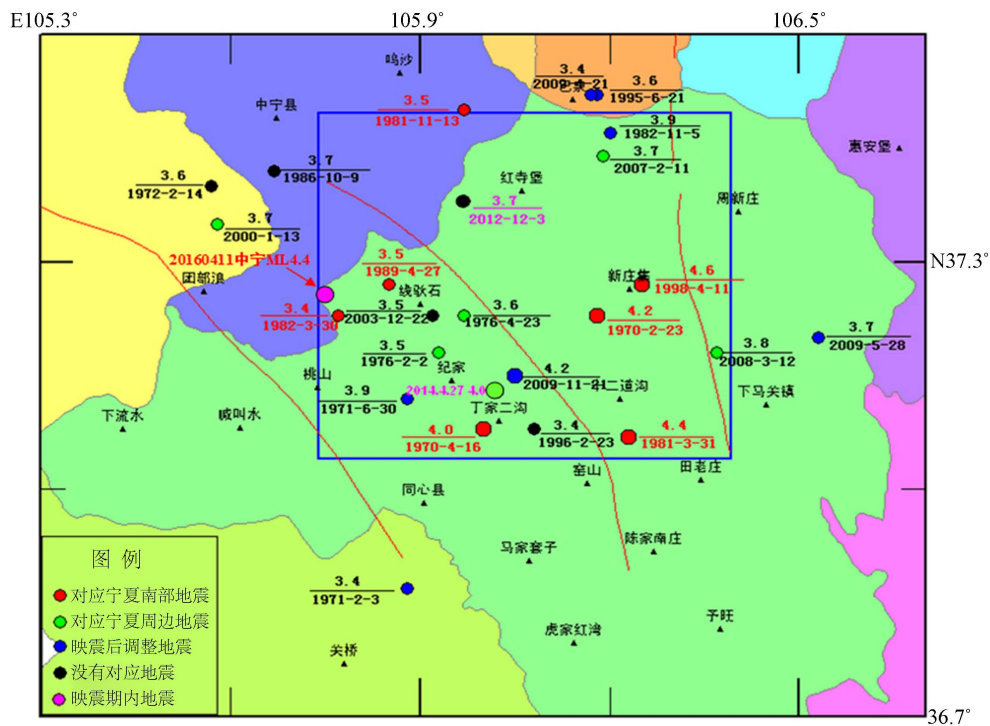 E105.3° 105.9° 106.5°
呜沙
3.4
2009-4-21
巴浪
3.6
1995-6-21
中宁县
3.5
1981-11-13
3.9
1982-11-5
惠安堡
3.7
2007-2-11
3.6
1972-2-14
3.7
1986-10-9
红寺堡
周新庄
3.7
2012-12-3
3.7
2000-1-13
20160411中宁ML4.4
3.5
1989-4-27
N37.3°
新庄集
4.6
1998-4-11
线驮石
3.4
1982-3-30
3.5
2003-12-22
3.6
1976-4-23
4.2
1970-2-23
3.7
2009-5-28
3.5
1976-2-2
3.8
2008-3-12
纪家
桃山
4.2
2009-11-21
2014.4.27 4.0
二道沟
下马关镇
3.9
1971-6-30
丁家二沟
下流水
喊叫水
4.0
1970-4-16
3.4
1996-2-23
4.4
1981-3-31
窑山
田老庄
同心县
陈家南庄
马家套子
图 例
对应宁夏南部地震
对应宁夏周边地震
映震后调整地震
没有对应地震
映震期内地震
3.4
1971-2-3
予旺
虎家红湾
关桥
36.7°